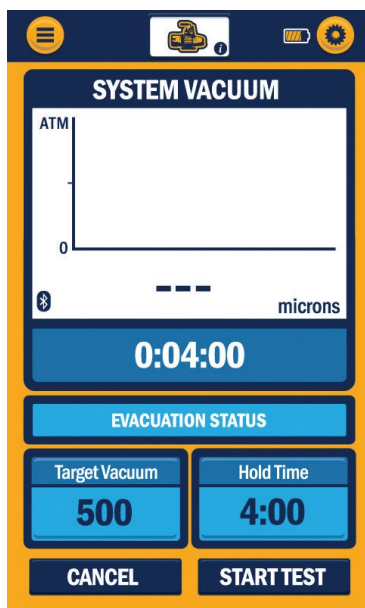 i
SYSTEM VACUUM
ATM
0
---
microns
0:04:00
EVACUATION STATUS
Target Vacuum
Hold Time
500
4:00
CANCEL
START TEST